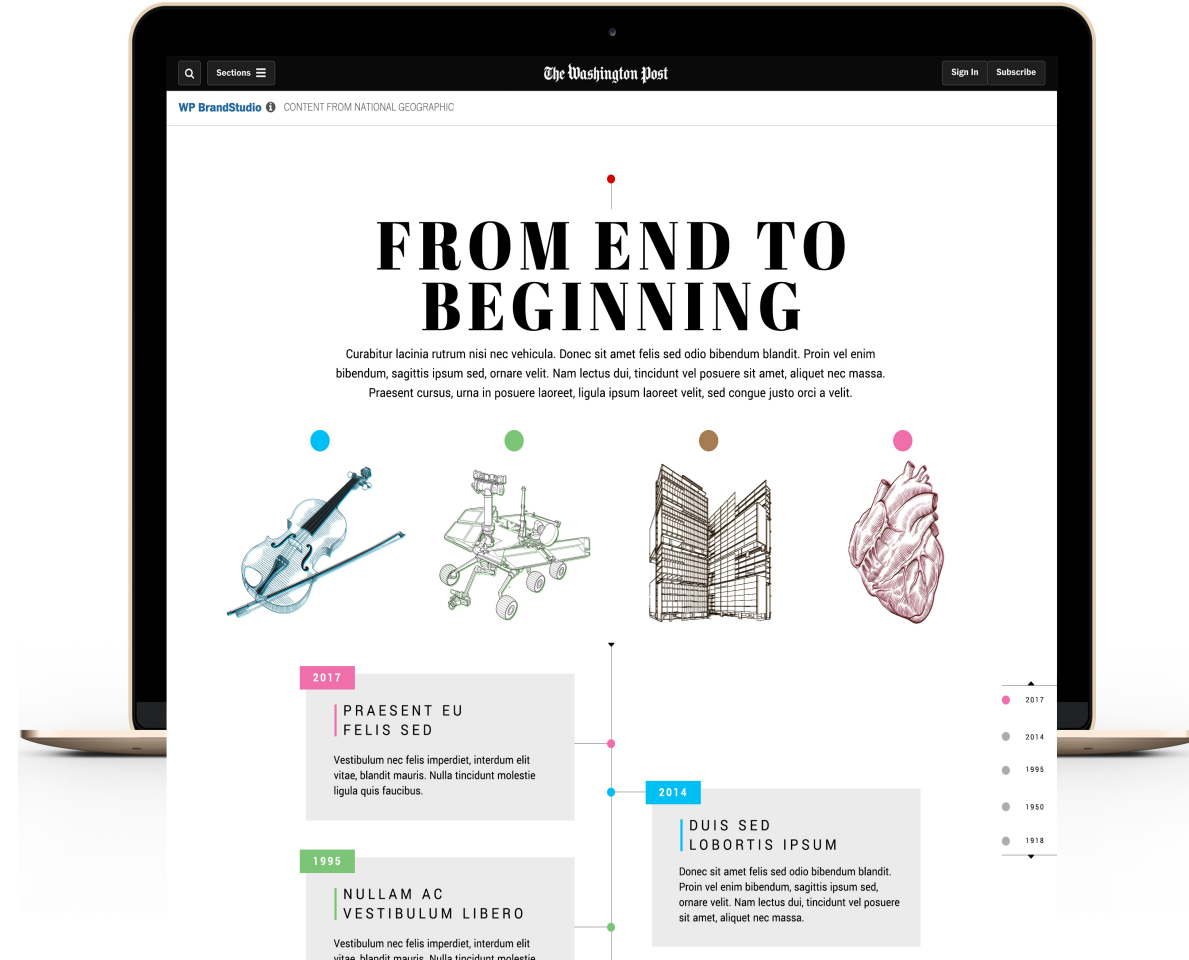 Sections
The Washington Post
Sign In
Subscribe
WP BrandStudio
CONTENT FROM NATIONAL GEOGRAPHIC
FROM END TO
BEGINNING
Curabitur lacinia rutrum nisi nec vehicula. Donec sit amet felis sed odio bibendum blandit. Proin vel enim
bibendum, sagittis ipsum sed, ornare velit. Nam lectus dui, tincidunt vel posuere sit amet, aliquet nec massa.
Praesent cursus, urna in posuere laoreet, ligula ipsum laoreet velit, sed congue justo orci a velit.
2017
PRAESENT EU
FELIS SED
Vestibulum nec felis imperdiet, interdum elit
vitae, blandit mauris. Nulla tincidunt molestie
ligula quis faucibus.
2014
DUIS SED
LOBORTIS IPSUM
Donec sit amet felis sed odio bibendum blandit.
Proin vel enim bibendum, sagittis ipsum sed,
ornare velit. Nam lectus dui, tincidunt vel posuere
sit amet, aliquet nec massa.
1995
NULLAM AC
VESTIBULUM LIBERO
Vestibulum nec felis imperdiet, interdum elit
vitae, blandit mauris. Nulla tincidunt molestie
2017
2014
1995
1950
1918